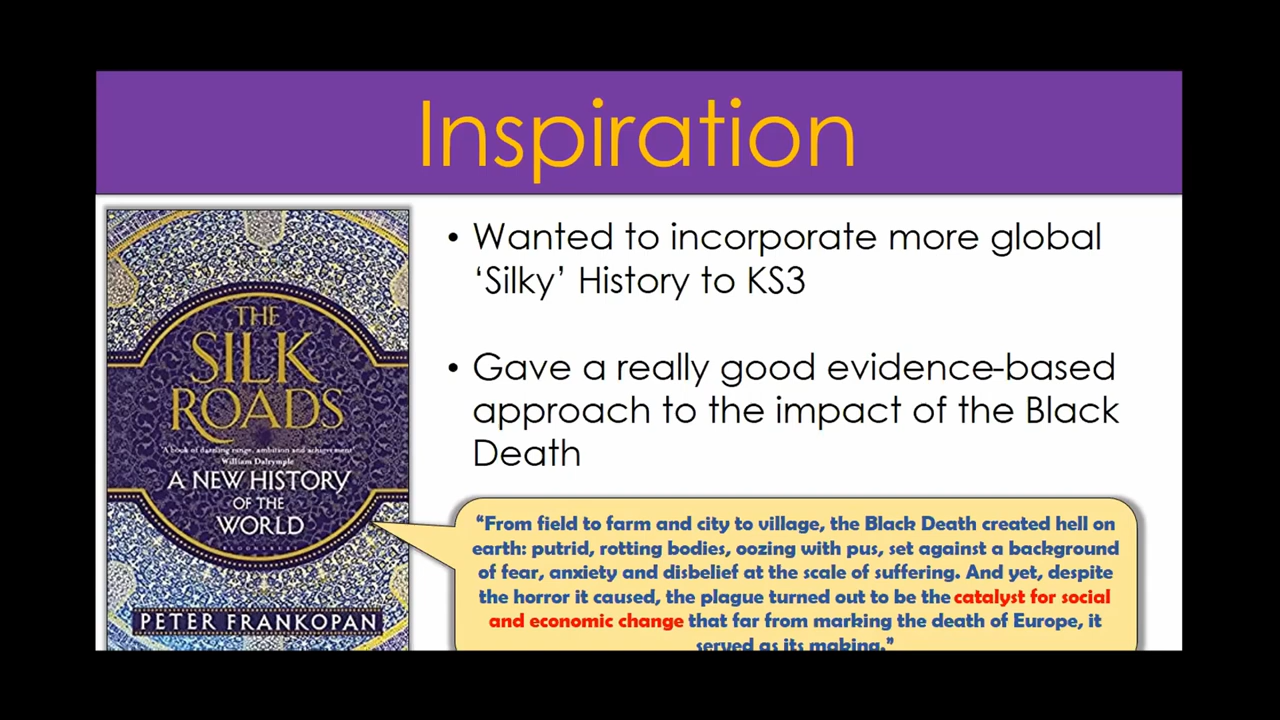 Inspiration
THE
SILK
ROADS
'A book of dazzling range, ambition and achievement'
William Dalrymple
A NEW HISTORY
OF THE
WORLD
PETER FRANKOPAN
• Wanted to incorporate more global
'Silky' History to KS3
• Gave a really good evidence-based
approach to the impact of the Black
Death
“From field to farm and city to village, the Black Death created hell on
earth: putrid, rotting bodies, oozing with pus, set against a background
of fear, anxiety and disbelief at the scale of suffering. And yet, despite
the horror it caused, the plague turned out to be the catalyst for social
and economic change that far from marking the death of Europe, it
served as its making.”